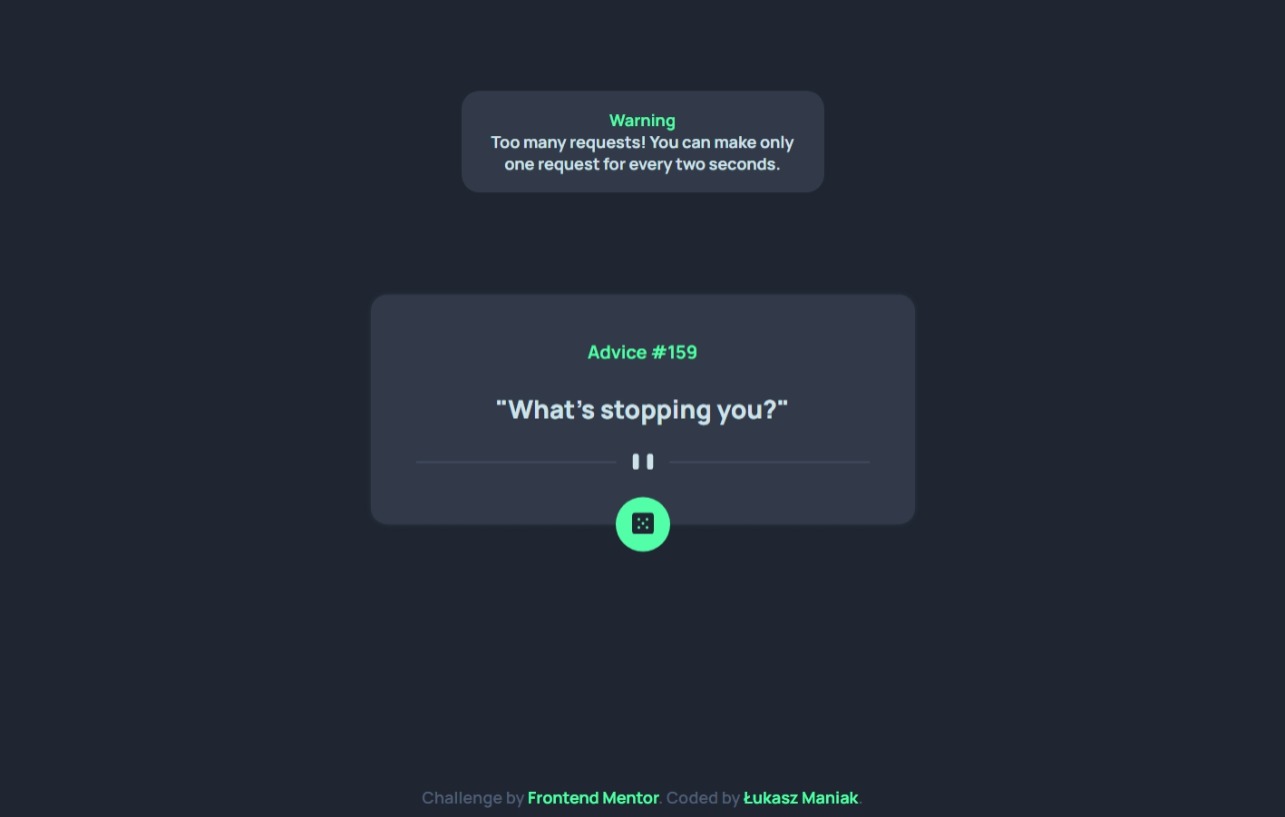 Warning
Too many requests! You can make only
one request for every two seconds.
Advice #159
"What's stopping you?"
Challenge by Frontend Mentor. Coded by Łukasz Maniak.